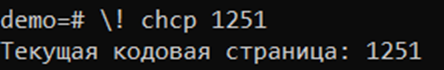 demo=# \! chcp 1251
Текущая кодовая страница: 1251